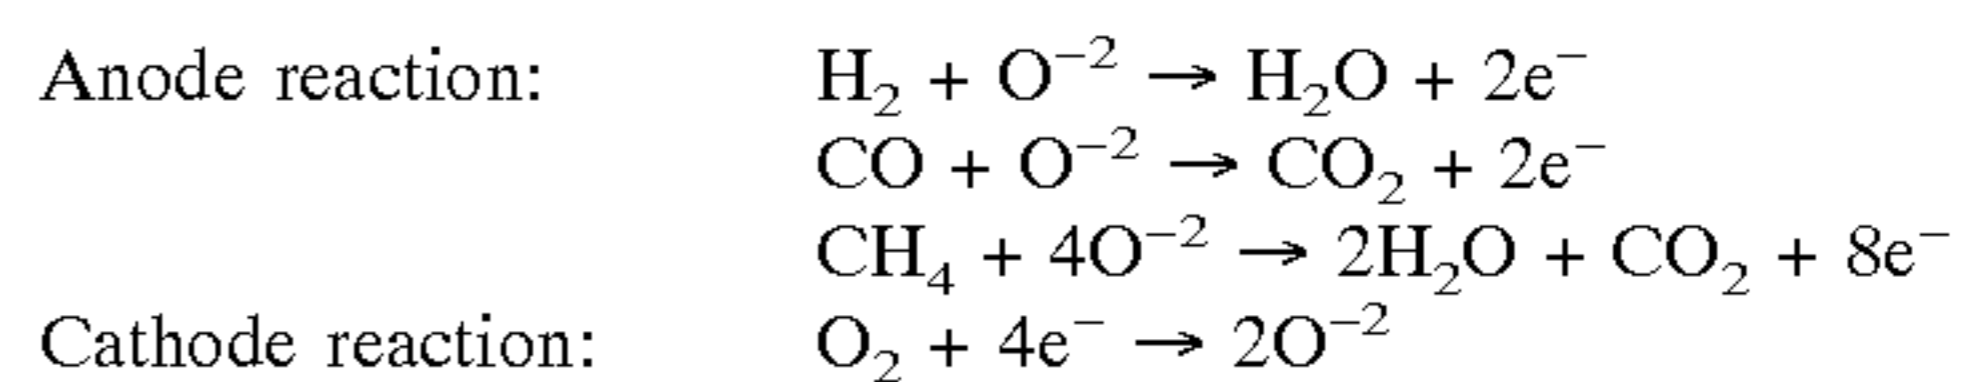 Anode reaction: H₂ + O⁻² → H₂O + 2e⁻
CO + O⁻² → CO₂ + 2e⁻
CH₄ + 4O⁻² → 2H₂O + CO₂ + 8e⁻
Cathode reaction: O₂ + 4e⁻ → 2O⁻²